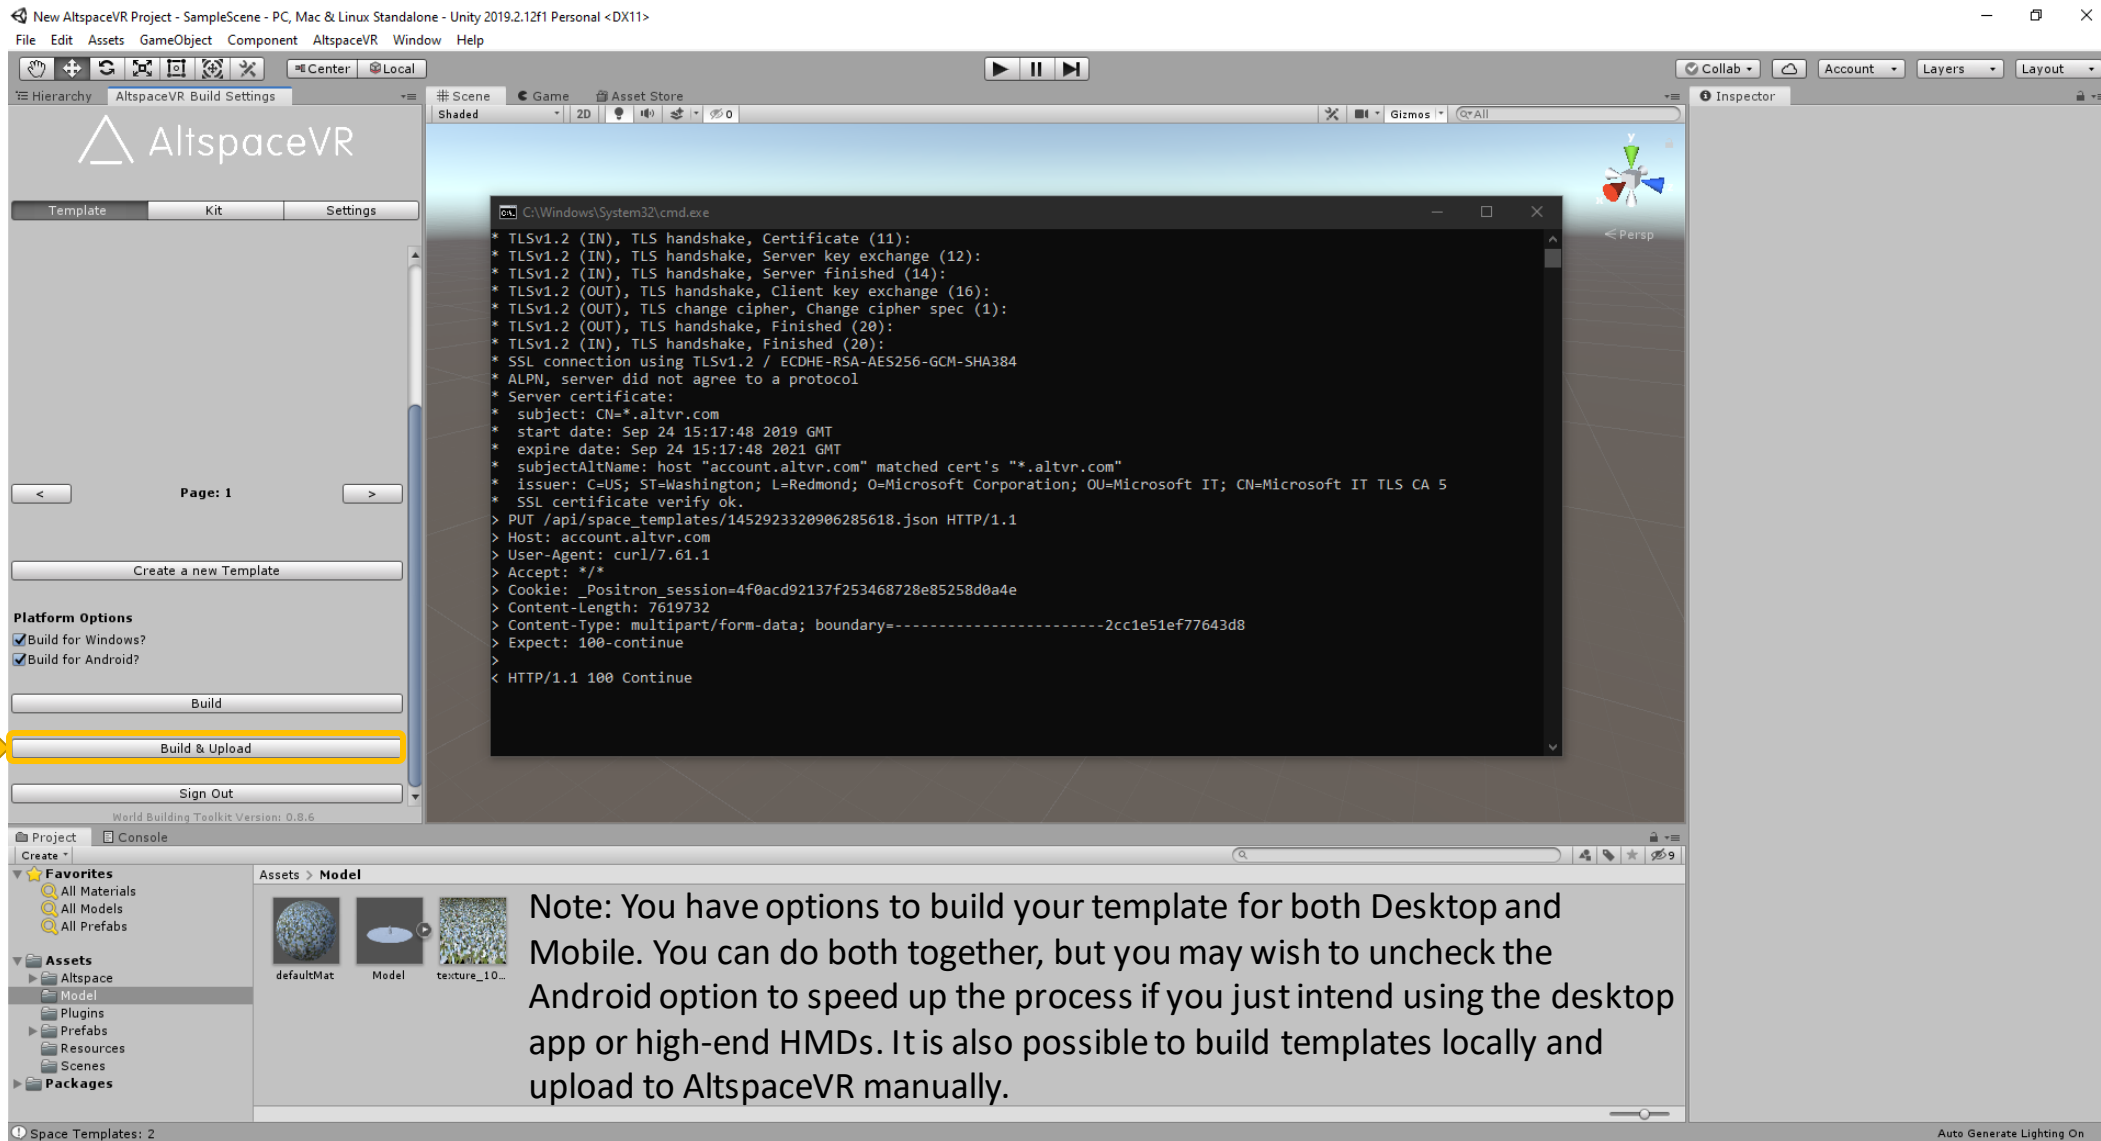 New AltspaceVR Project - SampleScene - PC, Mac & Linux Standalone - Unity 2019.2.12f1 Personal <DX11>
File Edit Assets GameObject Component AltspaceVR Window Help
Center Local
Collab Account Layers Layout
Hierarchy AltspaceVR Build Settings
# Scene Game Asset Store
Inspector
Shaded 2D 0 Gizmos All
AltspaceVR
Template Kit Settings
Page: 1
< >
Create a new Template
Platform Options
Build for Windows?
Build for Android?
Build
Build & Upload
Sign Out
World Building Toolkit Version: 0.8.6
y
x
Persp
C:\Windows\System32\cmd.exe
* TLSv1.2 (IN), TLS handshake, Certificate (11):
* TLSv1.2 (IN), TLS handshake, Server key exchange (12):
* TLSv1.2 (IN), TLS handshake, Server finished (14):
* TLSv1.2 (OUT), TLS handshake, Client key exchange (16):
* TLSv1.2 (OUT), TLS change cipher, Change cipher spec (1):
* TLSv1.2 (OUT), TLS handshake, Finished (20):
* TLSv1.2 (IN), TLS handshake, Finished (20):
* SSL connection using TLSv1.2 / ECDHE-RSA-AES256-GCM-SHA384
* ALPN, server did not agree to a protocol
* Server certificate:
*  subject: CN=*.altvr.com
*  start date: Sep 24 15:17:48 2019 GMT
*  expire date: Sep 24 15:17:48 2021 GMT
*  subjectAltName: host "account.altvr.com" matched cert's "*.altvr.com"
*  issuer: C=US; ST=Washington; L=Redmond; O=Microsoft Corporation; OU=Microsoft IT; CN=Microsoft IT TLS CA 5
*  SSL certificate verify ok.
> PUT /api/space_templates/1452923320906285618.json HTTP/1.1
> Host: account.altvr.com
> User-Agent: curl/7.61.1
> Accept: */*
> Cookie: _Positron_session=4f0acd92137f253468728e85258d0a4e
> Content-Length: 7619732
> Content-Type: multipart/form-data; boundary=------------------------2cc1e51ef77643d8
> Expect: 100-continue
>
< HTTP/1.1 100 Continue
Project Console
Create
9
Favorites
All Materials
All Models
All Prefabs
Assets
Altspace
Model
Plugins
Prefabs
Resources
Scenes
Packages
Assets > Model
defaultMat Model texture_10...
Note: You have options to build your template for both Desktop and
Mobile. You can do both together, but you may wish to uncheck the
Android option to speed up the process if you just intend using the desktop
app or high-end HMDs. It is also possible to build templates locally and
upload to AltspaceVR manually.
Space Templates: 2
Auto Generate Lighting On